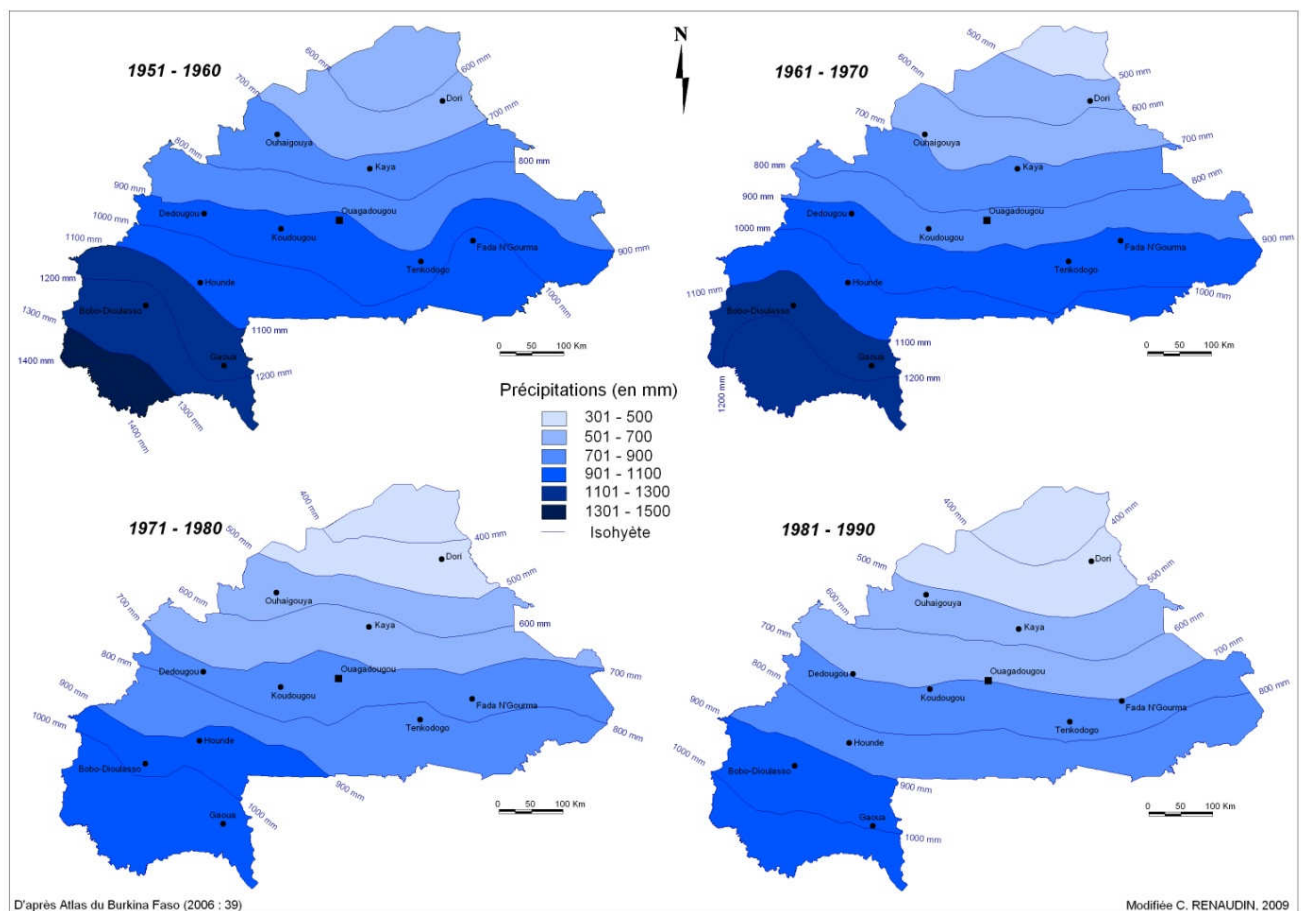 N
1951 - 1960
600 mm
600 mm
700 mm
700 mm
800 mm
800 mm
900 mm
900 mm
1000 mm
1000 mm
1100 mm
1100 mm
1200 mm
1200 mm
1300 mm
1300 mm
1400 mm
1400 mm
Dori
Ouhaigouya
Kaya
Dedougou
Ouagadougou
Koudougou
Fada N'Gourma
Tenkodogo
Hounde
Bobo-Dioulasso
Gaoua
0 50 100 Km
1961 - 1970
500 mm
500 mm
600 mm
600 mm
700 mm
700 mm
800 mm
800 mm
900 mm
900 mm
1000 mm
1000 mm
1100 mm
1100 mm
1200 mm
1200 mm
Dori
Ouhaigouya
Kaya
Dedougou
Ouagadougou
Koudougou
Fada N'Gourma
Tenkodogo
Hounde
Bobo-Dioulasso
Gaoua
0 50 100 Km
Précipitations (en mm)
301 - 500
501 - 700
701 - 900
901 - 1100
1101 - 1300
1301 - 1500
Isohyète
1971 - 1980
400 mm
400 mm
500 mm
500 mm
600 mm
600 mm
700 mm
700 mm
800 mm
800 mm
900 mm
900 mm
1000 mm
1000 mm
Dori
Ouhaigouya
Kaya
Dedougou
Ouagadougou
Koudougou
Fada N'Gourma
Tenkodogo
Hounde
Bobo-Dioulasso
Gaoua
0 50 100 Km
1981 - 1990
400 mm
400 mm
500 mm
500 mm
600 mm
600 mm
700 mm
700 mm
800 mm
800 mm
900 mm
900 mm
1000 mm
1000 mm
Dori
Ouhaigouya
Kaya
Dedougou
Ouagadougou
Koudougou
Fada N'Gourma
Tenkodogo
Hounde
Bobo-Dioulasso
Gaoua
0 50 100 Km
D'après Atlas du Burkina Faso (2006 : 39)
Modifiée C. RENAUDIN, 2009